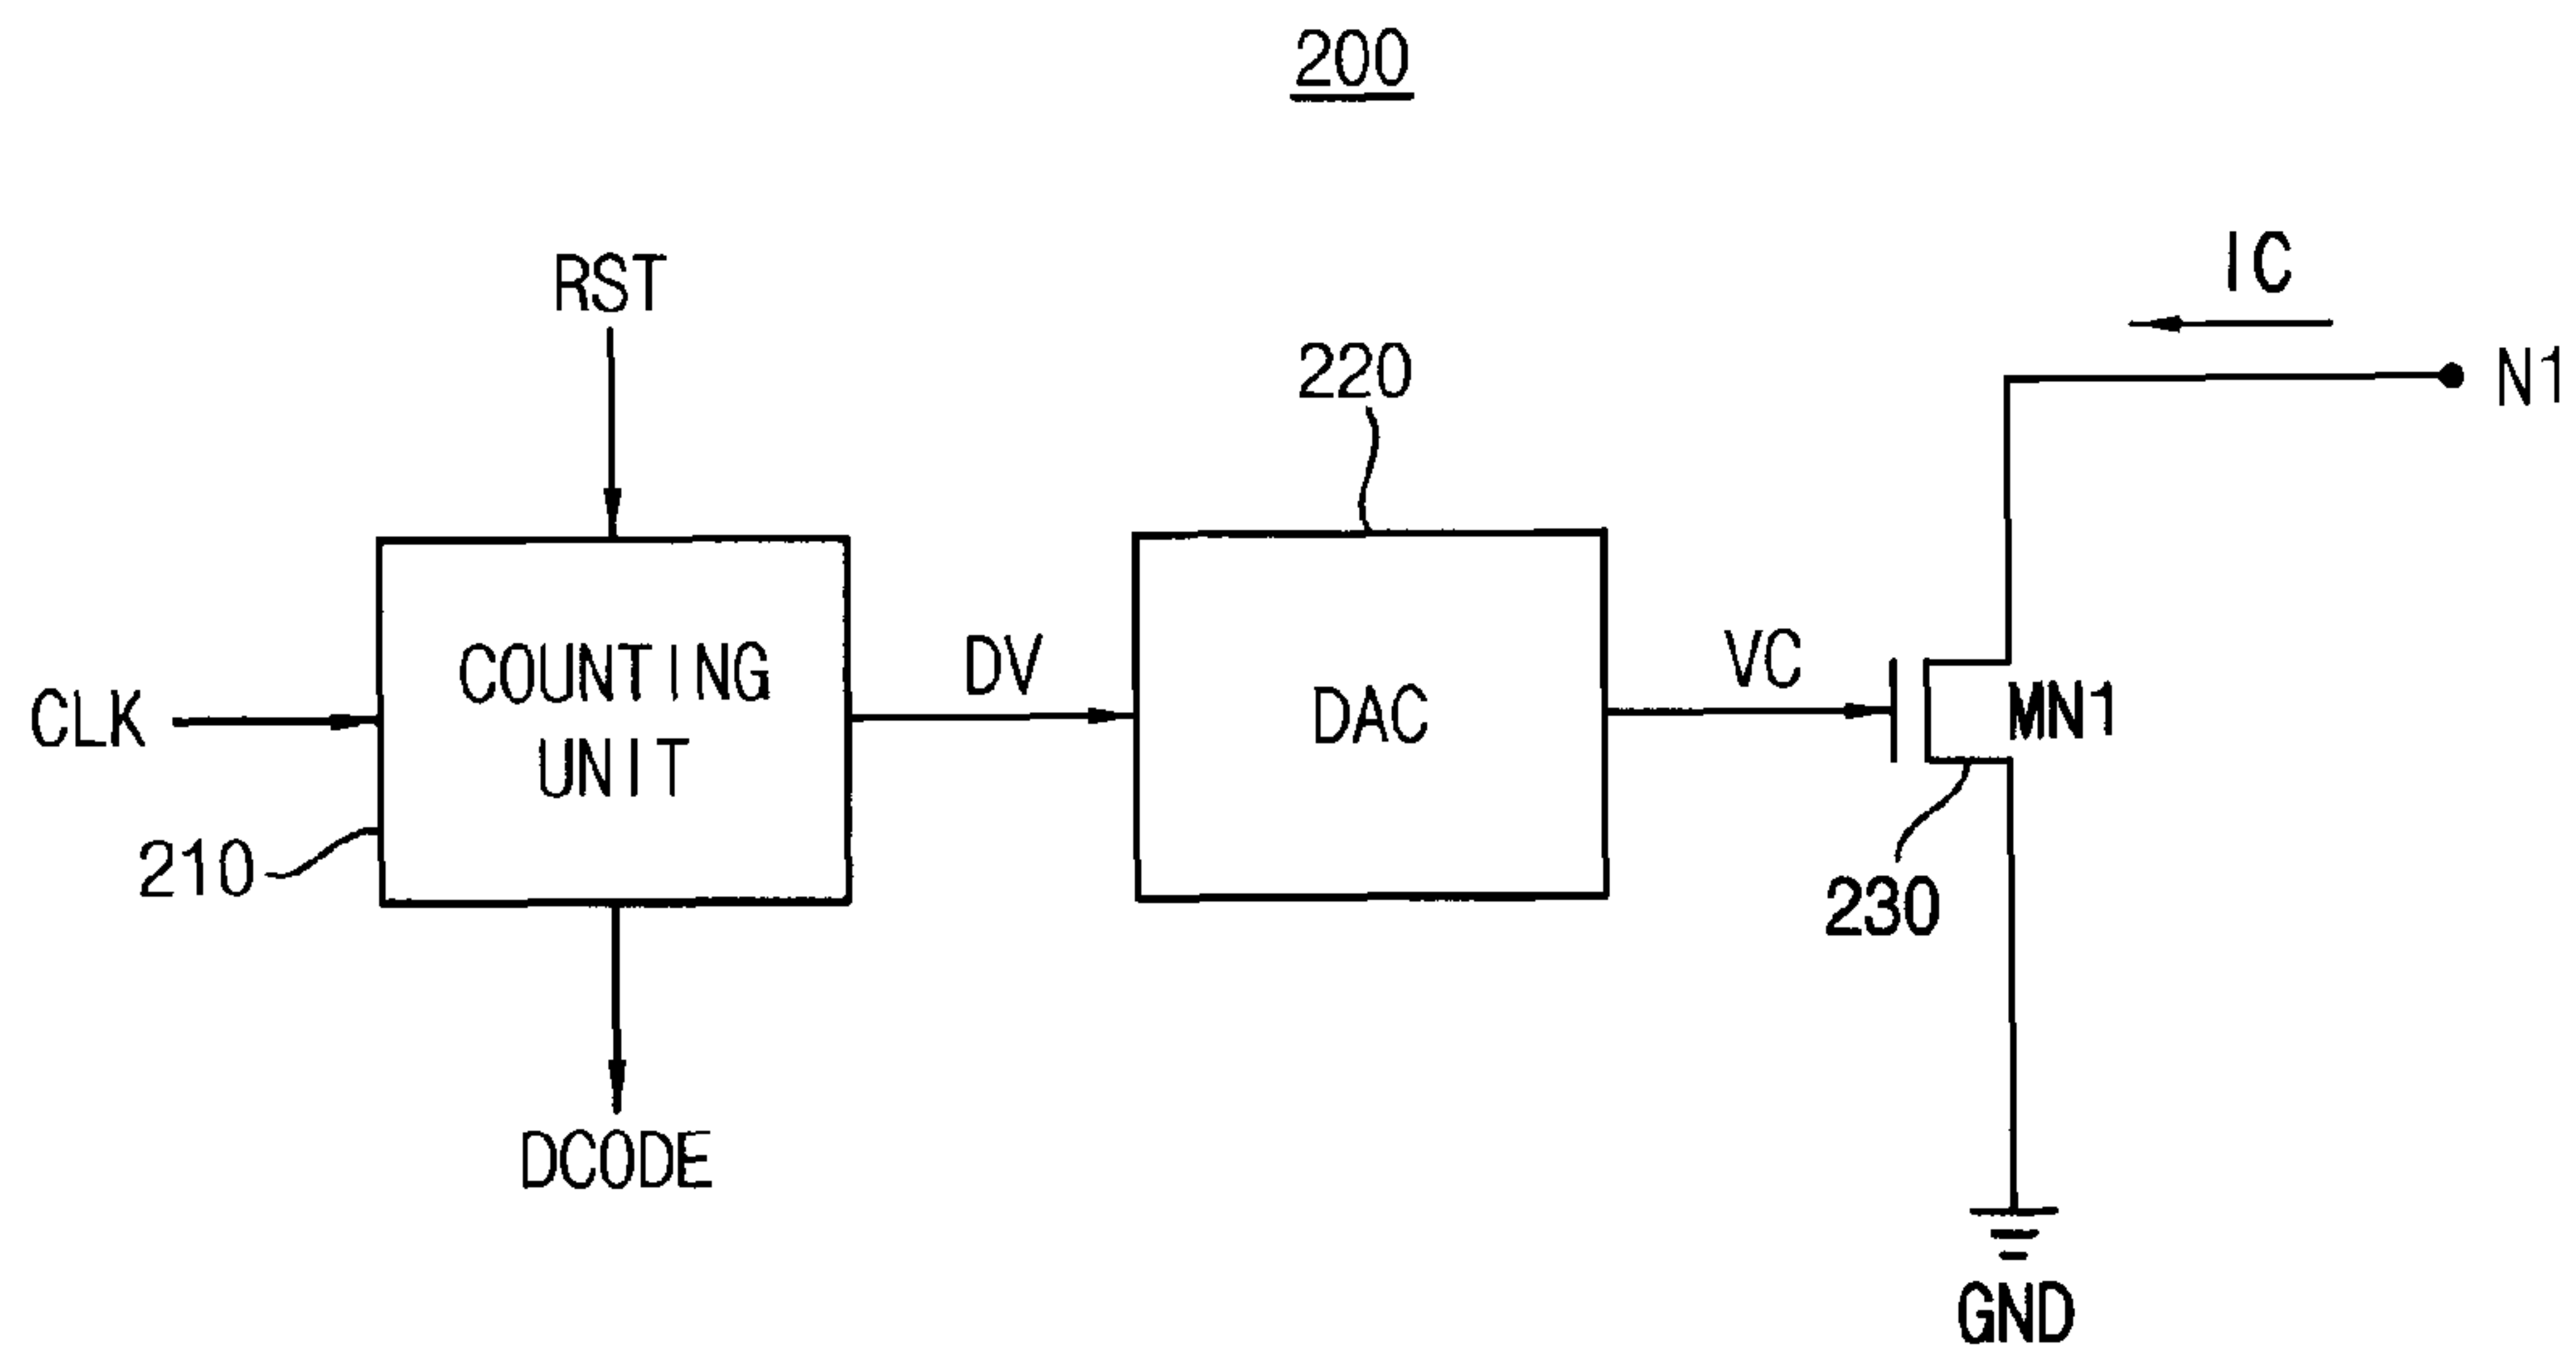 200
RST
IC
220
N1
COUNTING
UNIT
DV
DAC
VC
MN1
CLK
210
230
DCODE
GND